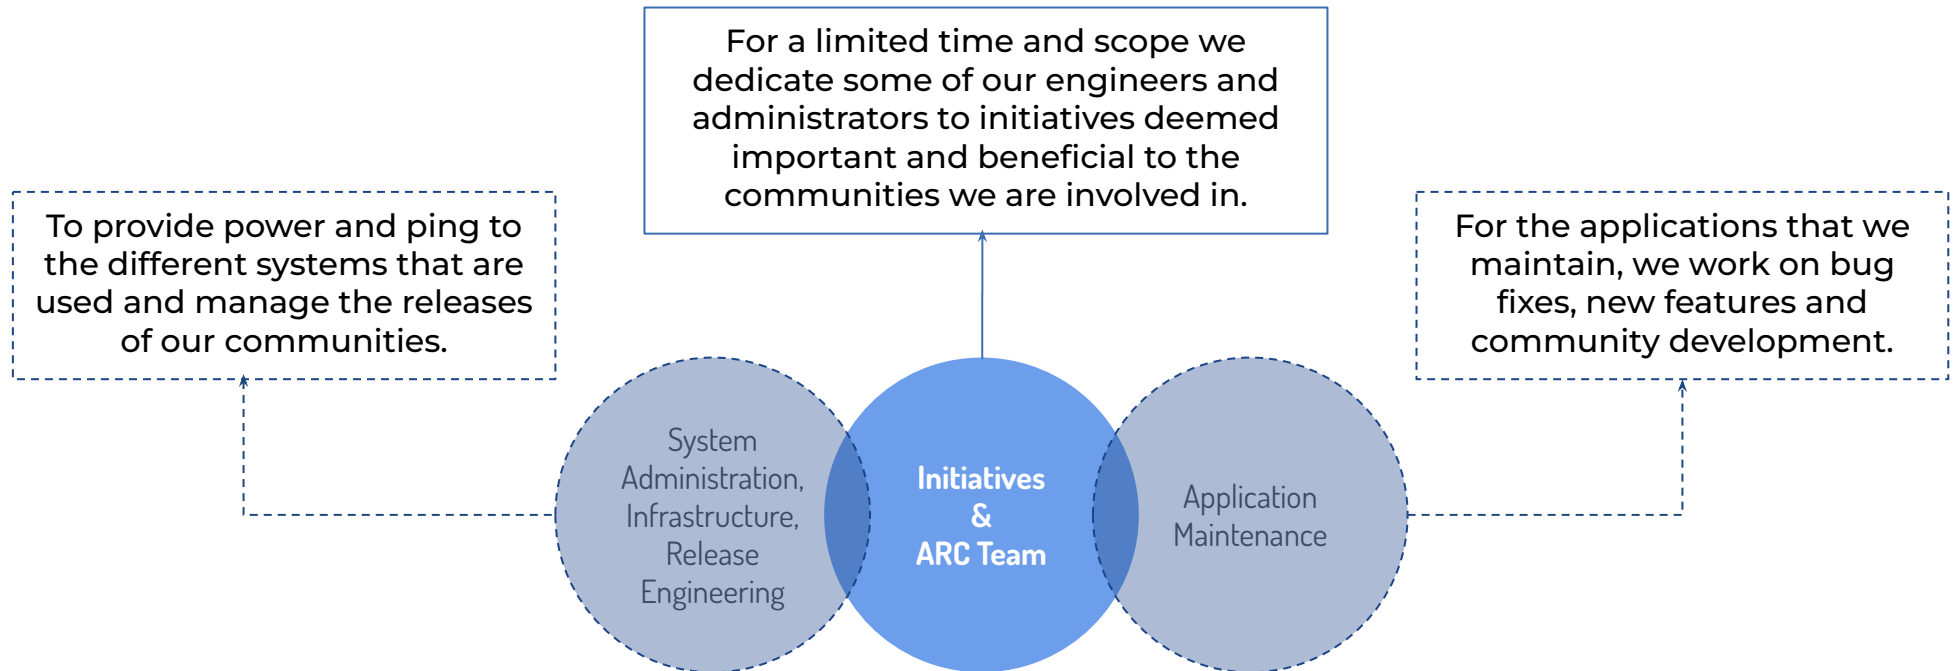 For a limited time and scope we
dedicate some of our engineers and
administrators to initiatives deemed
important and beneficial to the
communities we are involved in.
To provide power and ping to
the different systems that are
used and manage the releases
of our communities.
For the applications that we
maintain, we work on bug
fixes, new features and
community development.
System
Administration,
Infrastructure,
Release
Engineering
Initiatives
&
ARC Team
Application
Maintenance